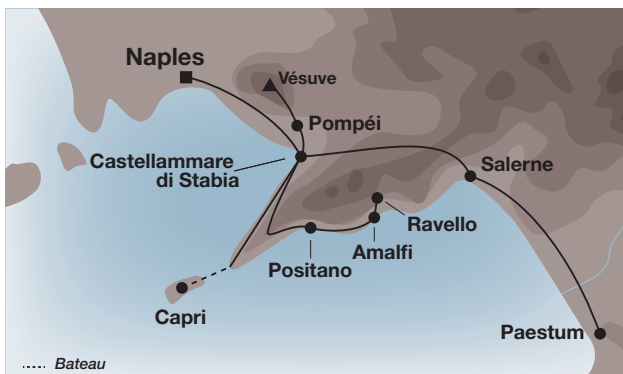 Naples
Vésuve
Pompéi
Castellammare
di Stabia
Salerne
Ravello
Amalfi
Positano
Capri
Paestum
Bateau